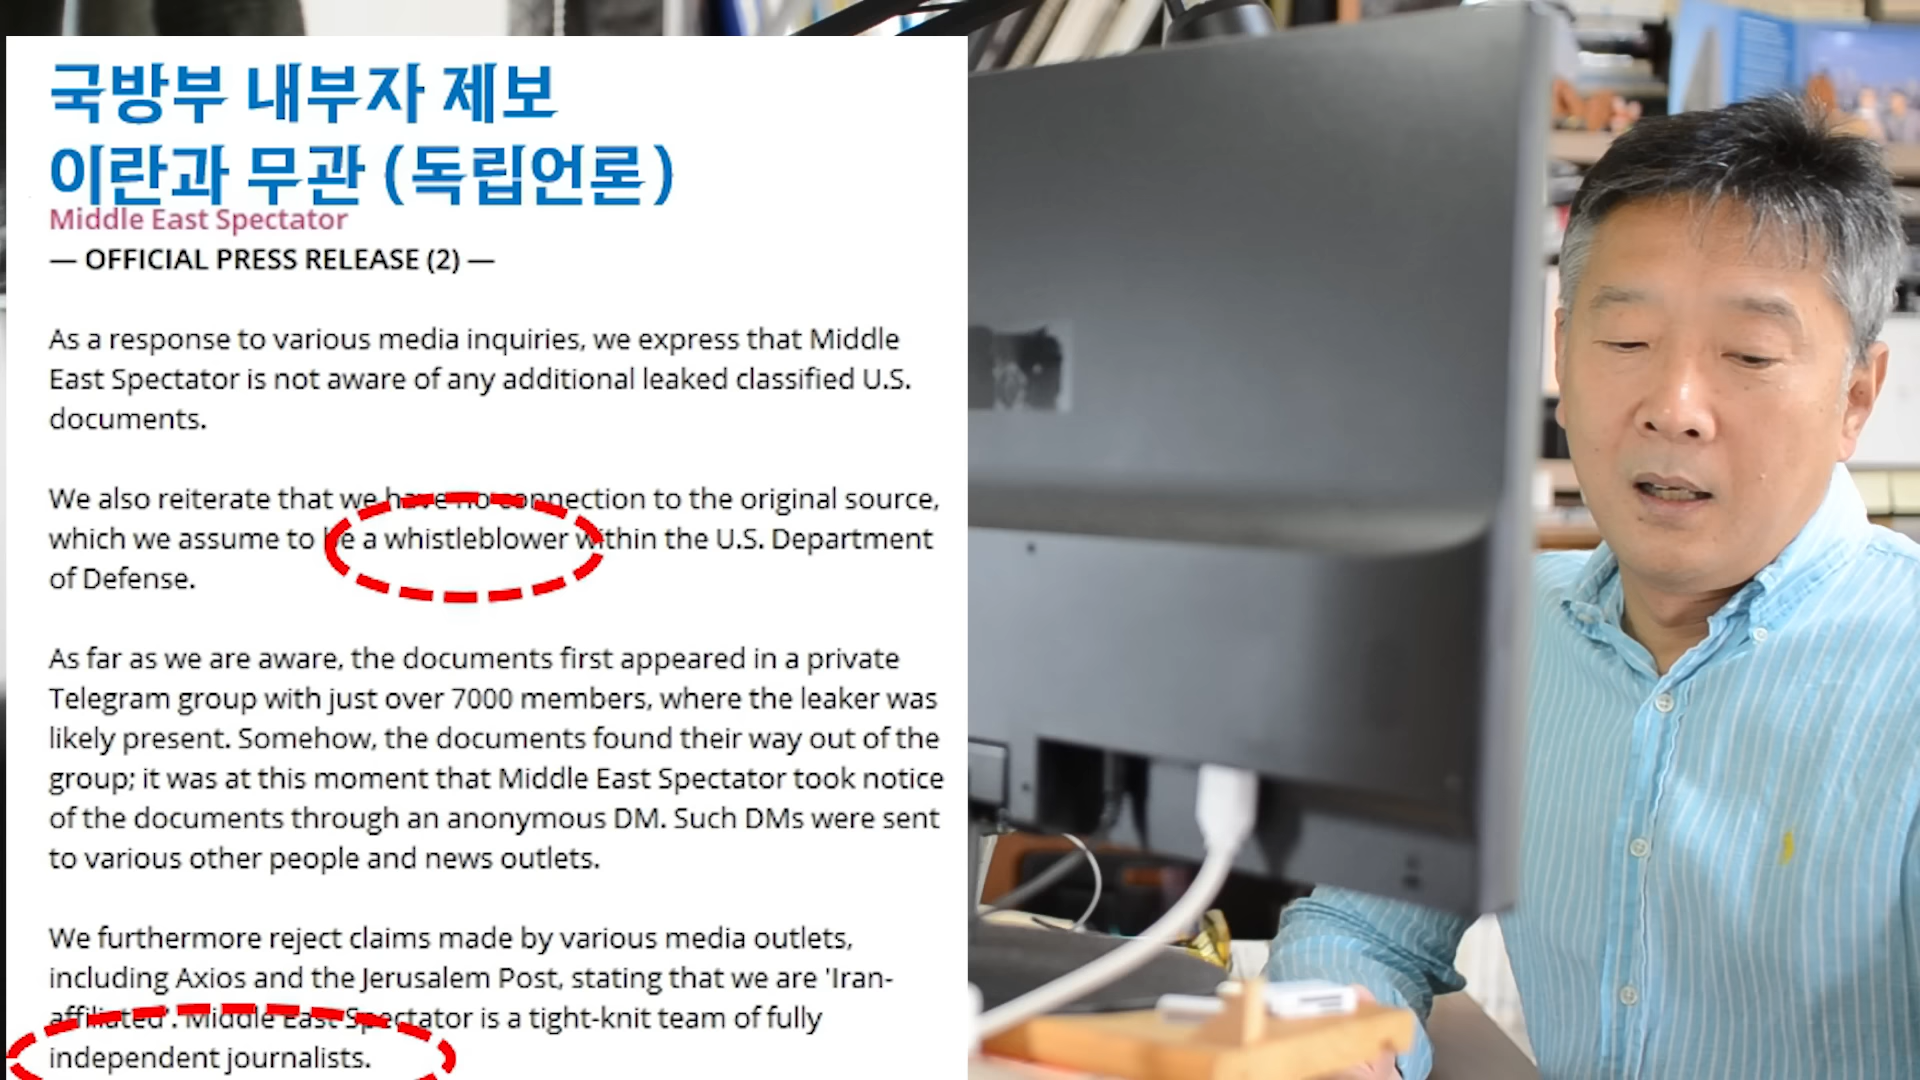 국방부 내부자 제보
이란과 무관 (독립언론)
Middle East Spectator
— OFFICIAL PRESS RELEASE (2) —
As a response to various media inquiries, we express that Middle
East Spectator is not aware of any additional leaked classified U.S.
documents.
We also reiterate that we have no connection to the original source,
which we assume to be a whistleblower within the U.S. Department
of Defense.
As far as we are aware, the documents first appeared in a private
Telegram group with just over 7000 members, where the leaker was
likely present. Somehow, the documents found their way out of the
group; it was at this moment that Middle East Spectator took notice
of the documents through an anonymous DM. Such DMs were sent
to various other people and news outlets.
We furthermore reject claims made by various media outlets,
including Axios and the Jerusalem Post, stating that we are 'Iran-
affiliated'. Middle East Spectator is a tight-knit team of fully
independent journalists.